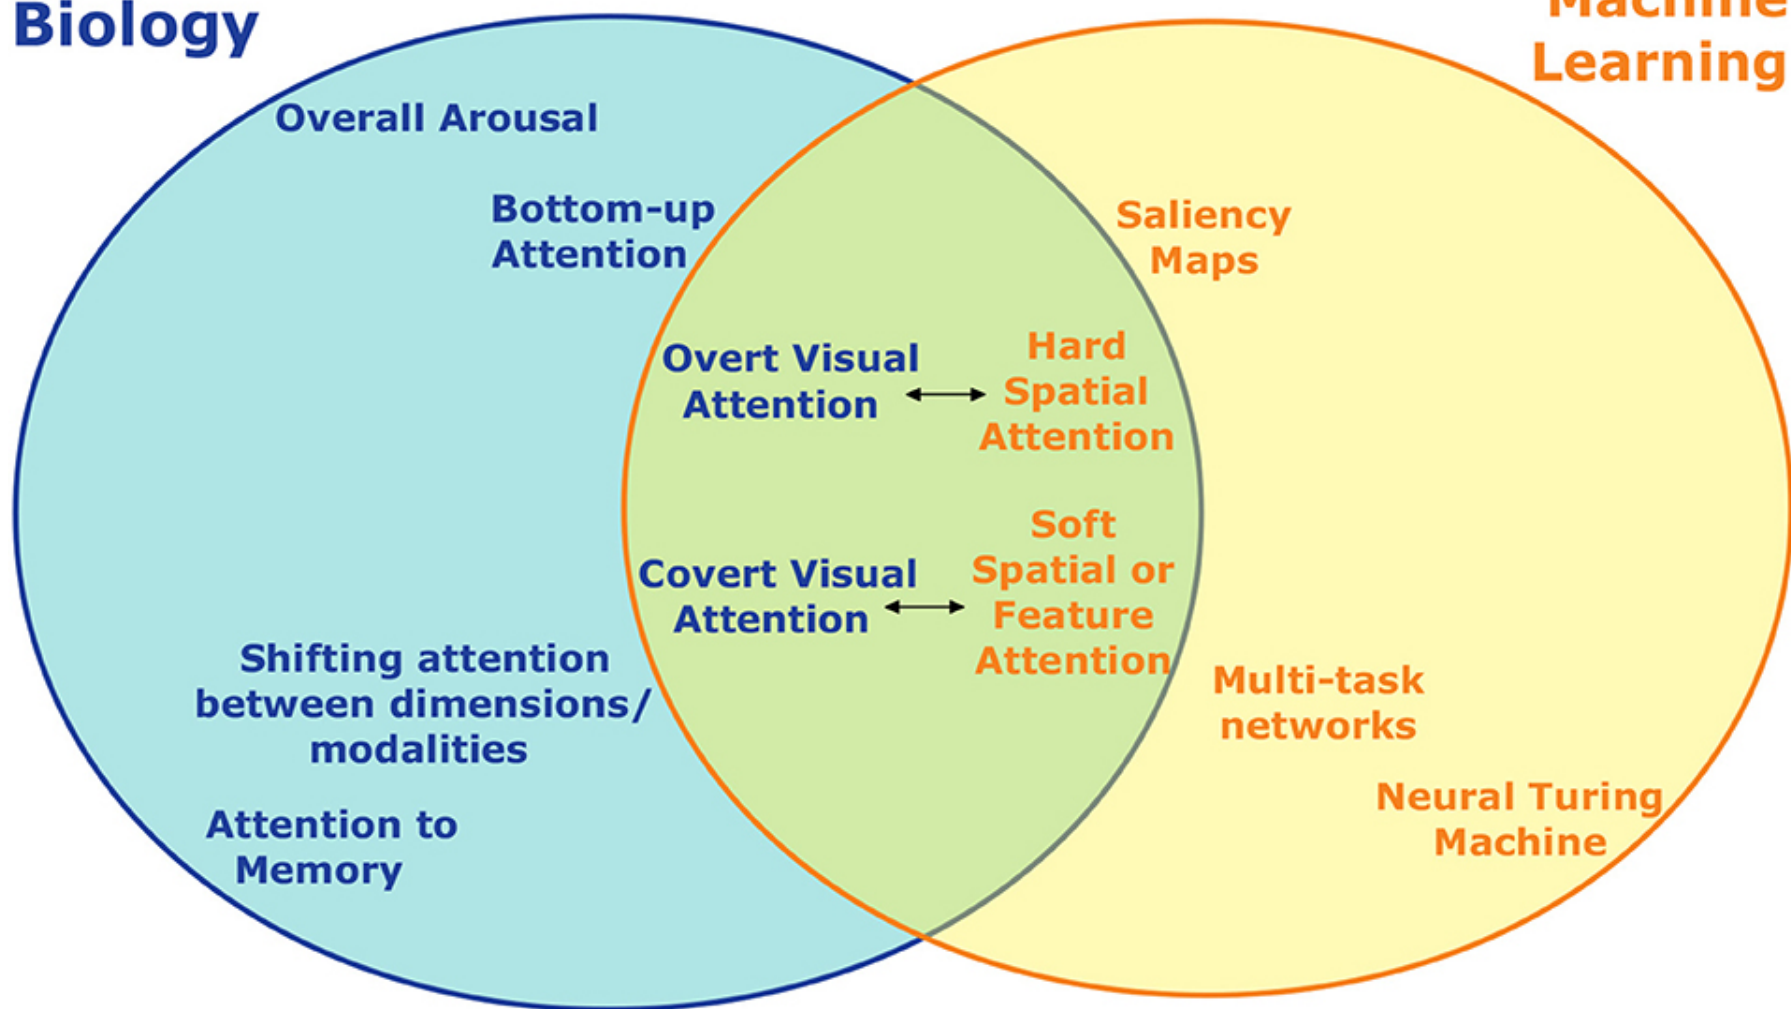 Biology
Machine
Learning
Overall Arousal
Bottom-up
Attention
Saliency
Maps
Overt Visual
Attention
Hard
Spatial
Attention
Covert Visual
Attention
Soft
Spatial or
Feature
Attention
Shifting attention
between dimensions/
modalities
Multi-task
networks
Attention to
Memory
Neural Turing
Machine